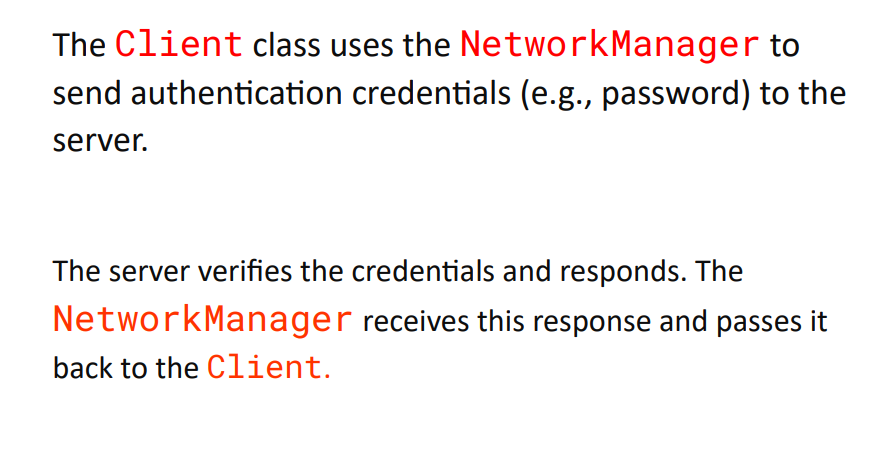 The Client class uses the NetworkManager to
send authentication credentials (e.g., password) to the
server.
The server verifies the credentials and responds. The
NetworkManager receives this response and passes it
back to the Client.